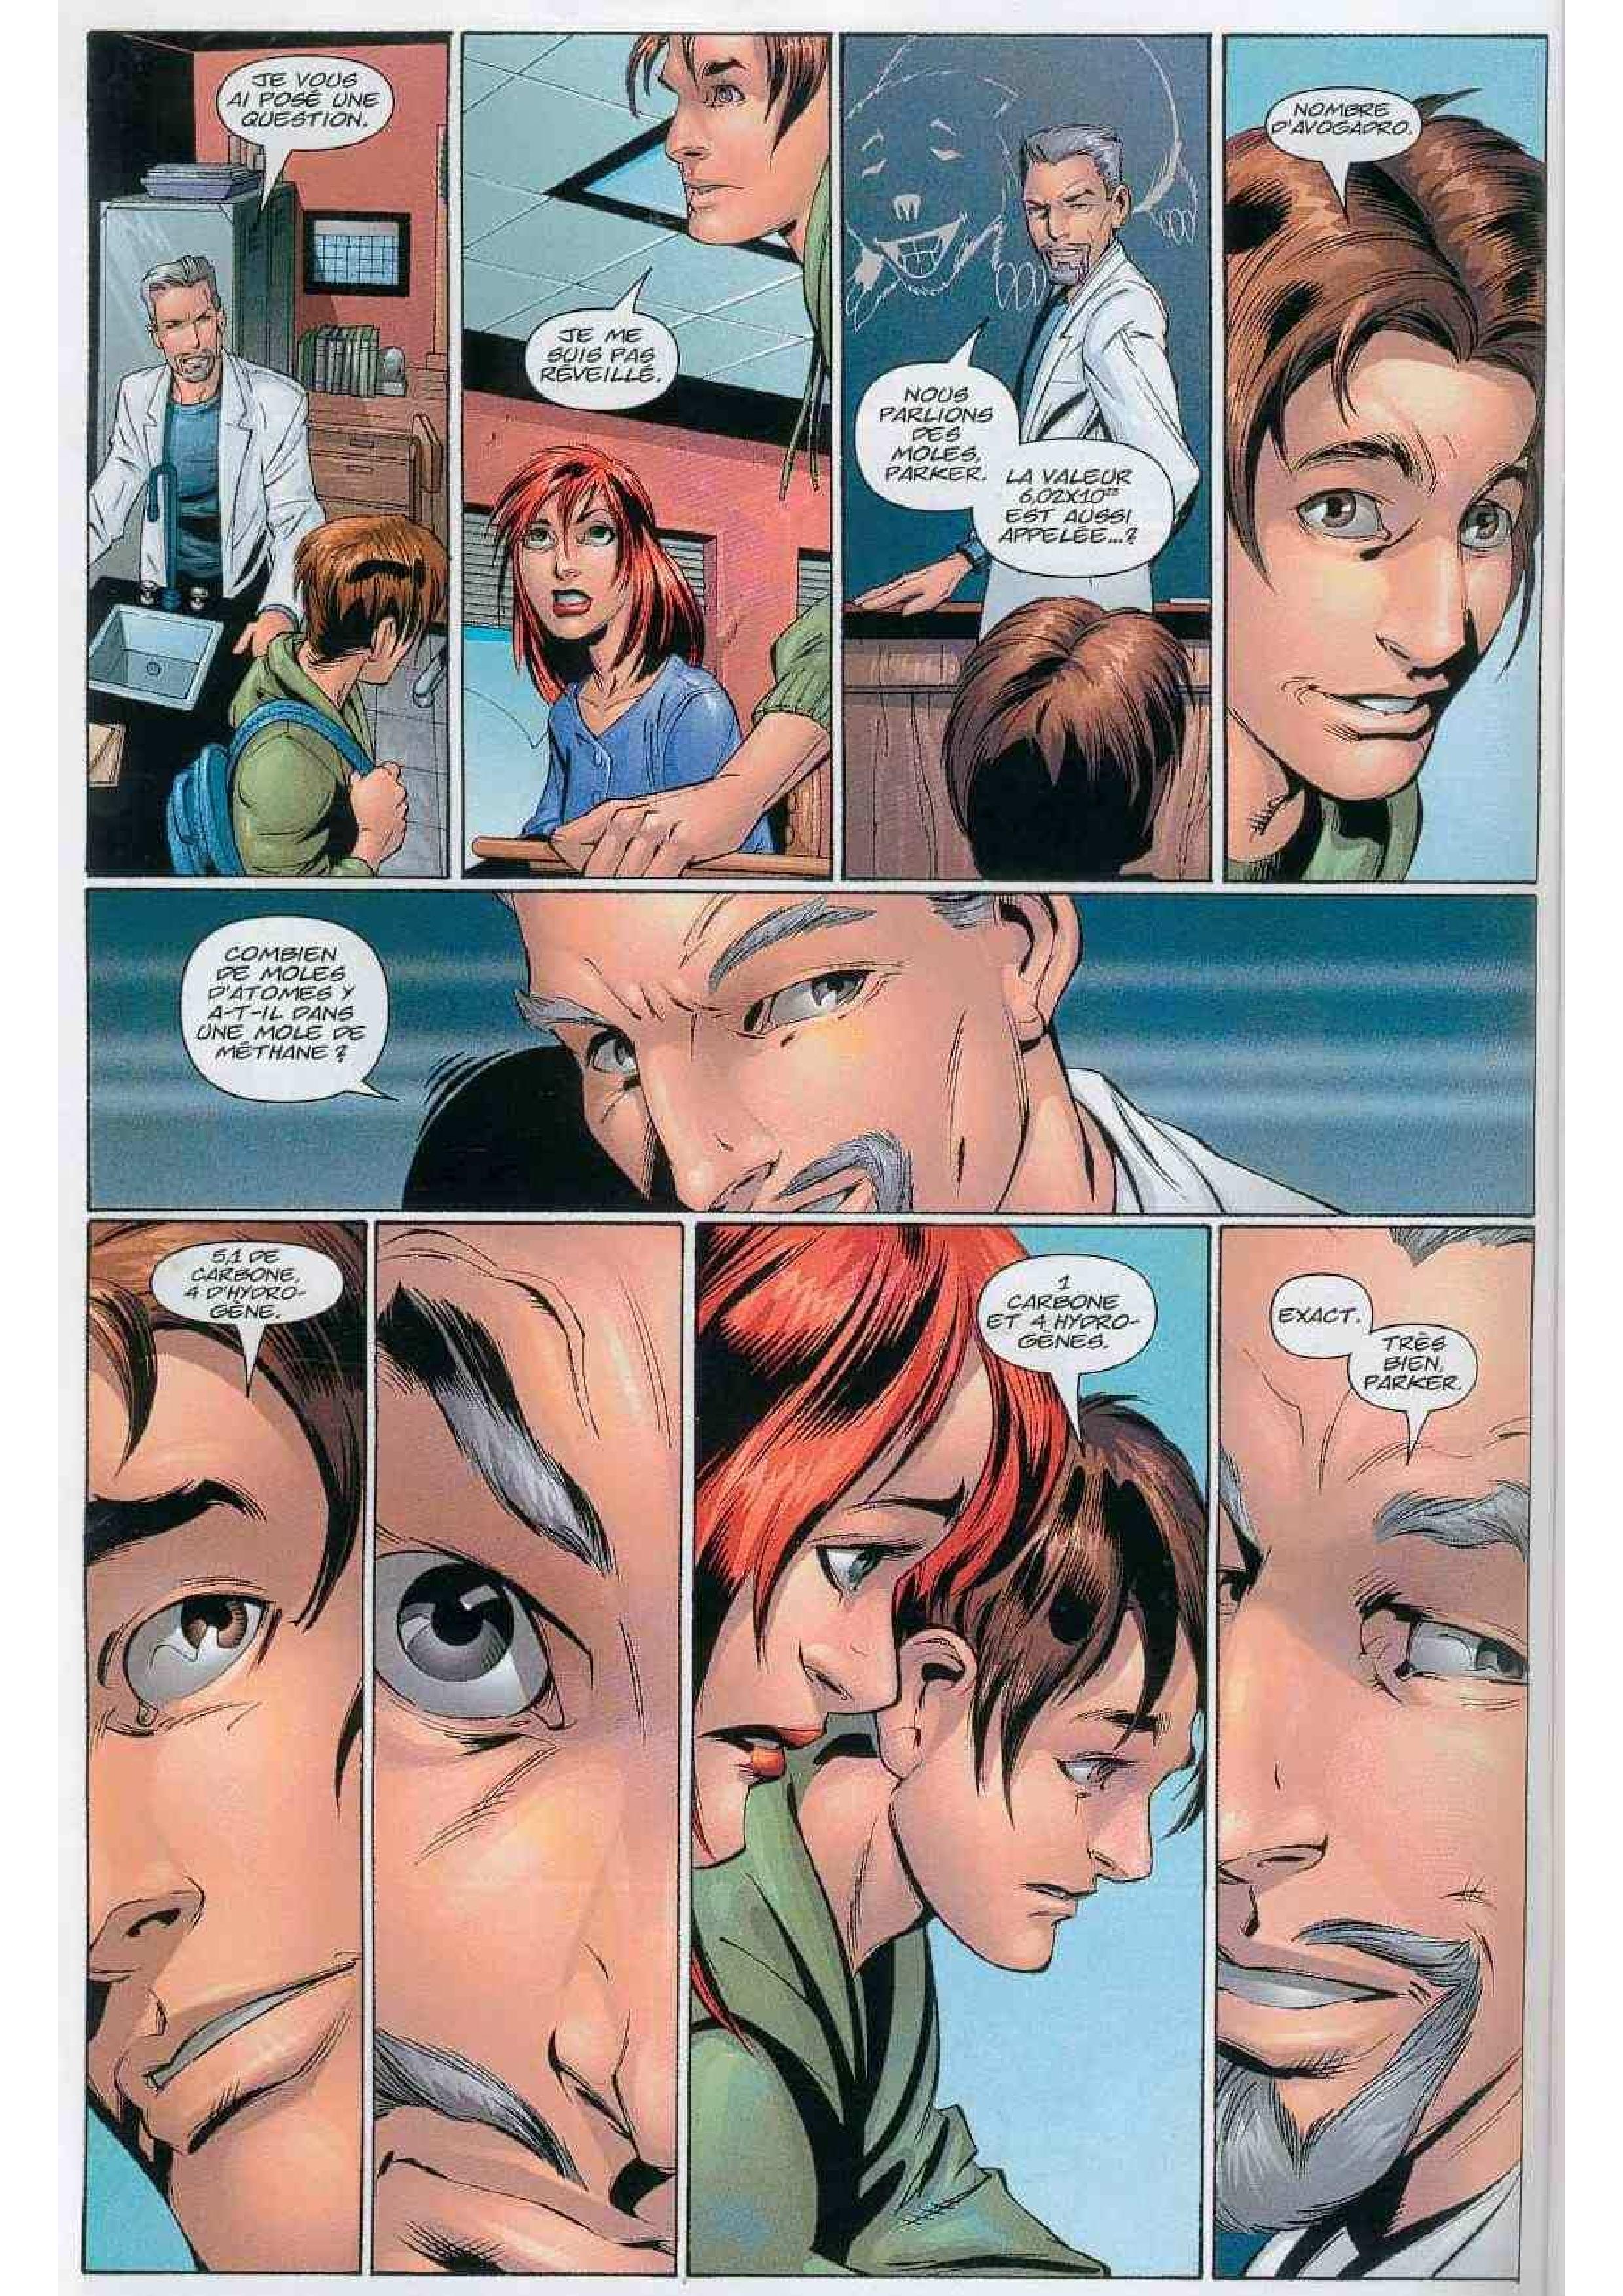 JE VOUS
AI POSÉ UNE
QUESTION.
JE ME
SUIS PAS
RÉVEILLÉ.
NOUS
PARLIONS
DES
MOLES,
PARKER.
LA VALEUR
6,02X10²³
EST AUSSI
APPELÉE...?
NOMBRE
D'AVOGADRO.
COMBIEN
DE MOLES
D'ATOMES Y
A-T-IL DANS
UNE MOLE DE
MÉTHANE ?
5,1 DE
CARBONE,
4 D'HYDRO-
GÈNE.
1
CARBONE
ET 4 HYDRO-
GÈNES.
EXACT.
TRÈS
BIEN,
PARKER.